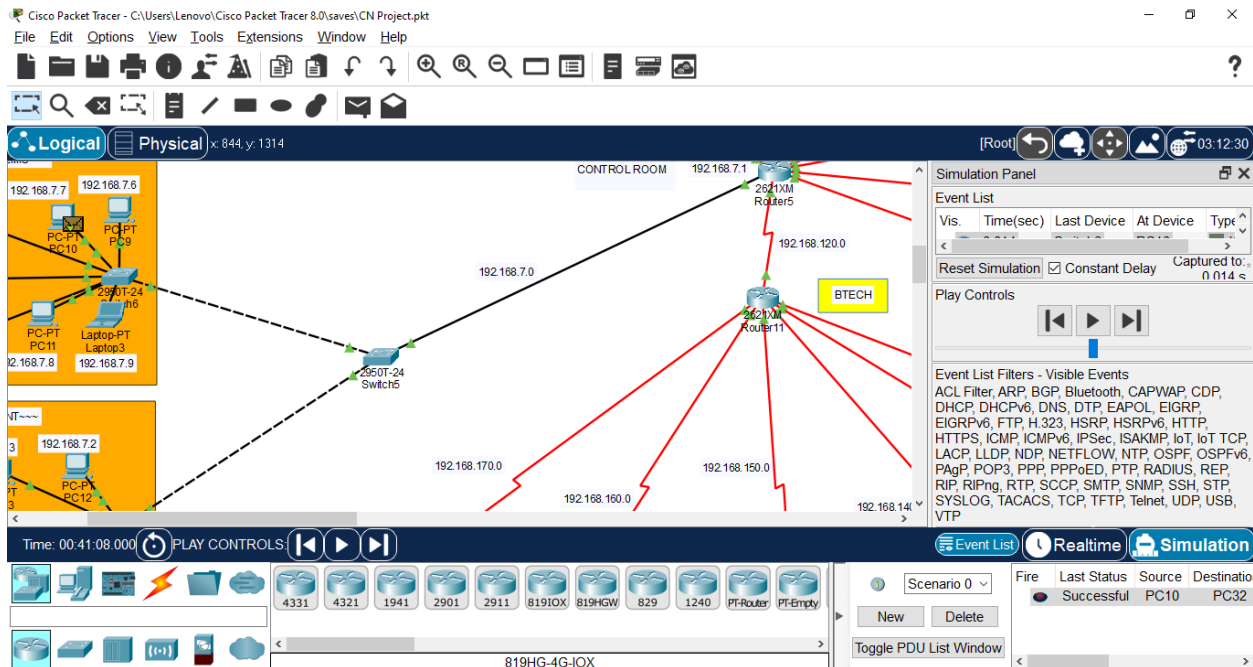 Cisco Packet Tracer - C:\Users\Lenovo\Cisco Packet Tracer 8.0\saves\CN Project.pkt
File Edit Options View Tools Extensions Window Help
Logical Physical x: 844, y: 1314
[Root] 03:12:30
192.168.7.7
192.168.7.6
PC-PT
PC10
PC-PT
PC9
2950T-24
PC-PT
PC11
Laptop-PT
Laptop3
192.168.7.9
192.168.7.2
PC-PT
PC12
192.168.7.0
2950T-24
Switch5
CONTROL ROOM
192.168.7.1
2621XM
Router5
192.168.120.0
BTECH
2621XM
Router11
192.168.170.0
192.168.160.0
192.168.150.0
Simulation Panel
Event List
Vis. Time(sec) Last Device At Device Type
Reset Simulation Constant Delay
Captured to:
0.014 s
Play Controls
Event List Filters - Visible Events
ACL Filter, ARP, BGP, Bluetooth, CAPWAP, CDP,
DHCP, DHCPv6, DNS, DTP, EAPOL, EIGRP,
EIGRPv6, FTP, H.323, HSRP, HSRPv6, HTTP,
HTTPS, ICMP, ICMPv6, IPSec, ISAKMP, IoT, IoT TCP,
LACP, LLDP, NDP, NETFLOW, NTP, OSPF, OSPFv6,
PAgP, POP3, PPP, PPPoED, PTP, RADIUS, REP,
RIP, RIPng, RTP, SCCP, SMTP, SNMP, SSH, STP,
SYSLOG, TACACS, TCP, TFTP, Telnet, UDP, USB,
VTP
Time: 00:41:08.000 PLAY CONTROLS:
Event List Realtime Simulation
4331 4321 1941 2901 2911 819IOX 819HGW 829 1240 PT-Router PT-Empty
819HG-4G-IOX
Scenario 0
New Delete
Toggle PDU List Window
Fire Last Status Source Destinatio
Successful PC10 PC32